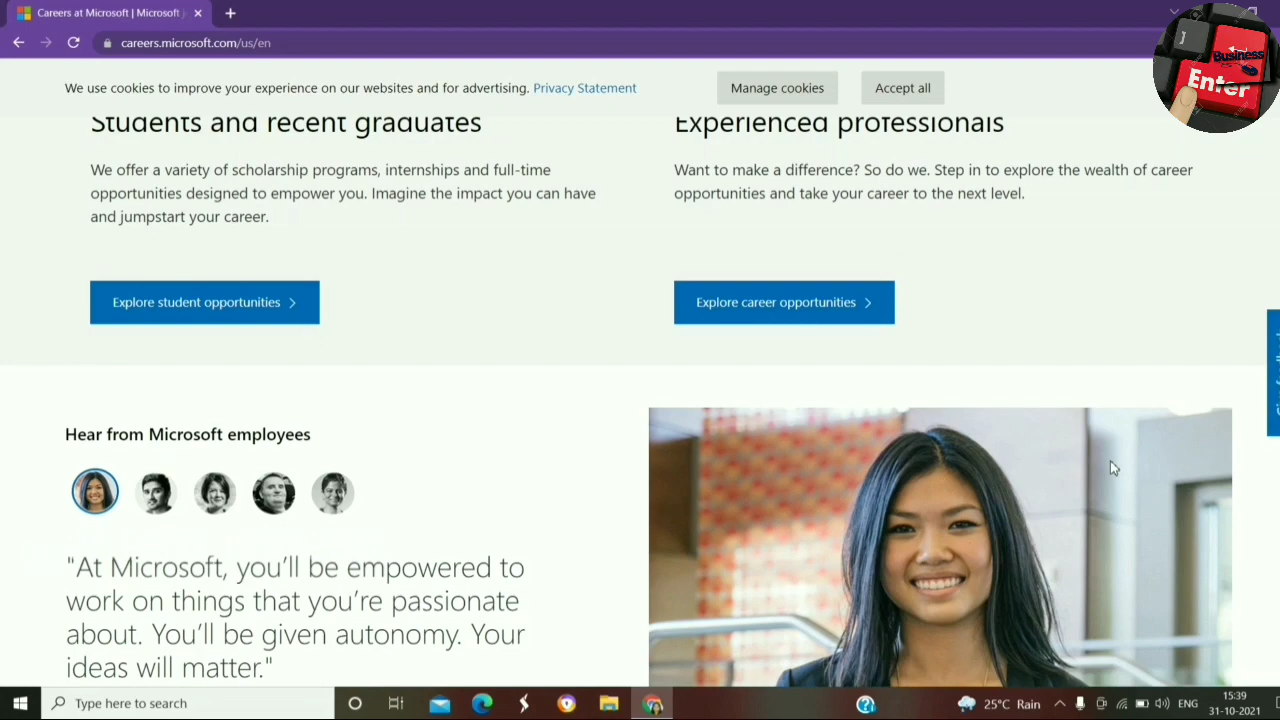 Careers at Microsoft | Microsoft
careers.microsoft.com/us/en
Business
Enter
We use cookies to improve your experience on our websites and for advertising. Privacy Statement
Manage cookies
Accept all
Students and recent graduates
We offer a variety of scholarship programs, internships and full-time
opportunities designed to empower you. Imagine the impact you can have
and jumpstart your career.
Explore student opportunities
Experienced professionals
Want to make a difference? So do we. Step in to explore the wealth of career
opportunities and take your career to the next level.
Explore career opportunities
Hear from Microsoft employees
"At Microsoft, you’ll be empowered to
work on things that you’re passionate
about. You’ll be given autonomy. Your
ideas will matter."
Type here to search
25°C Rain
ENG
15:39
31-10-2021